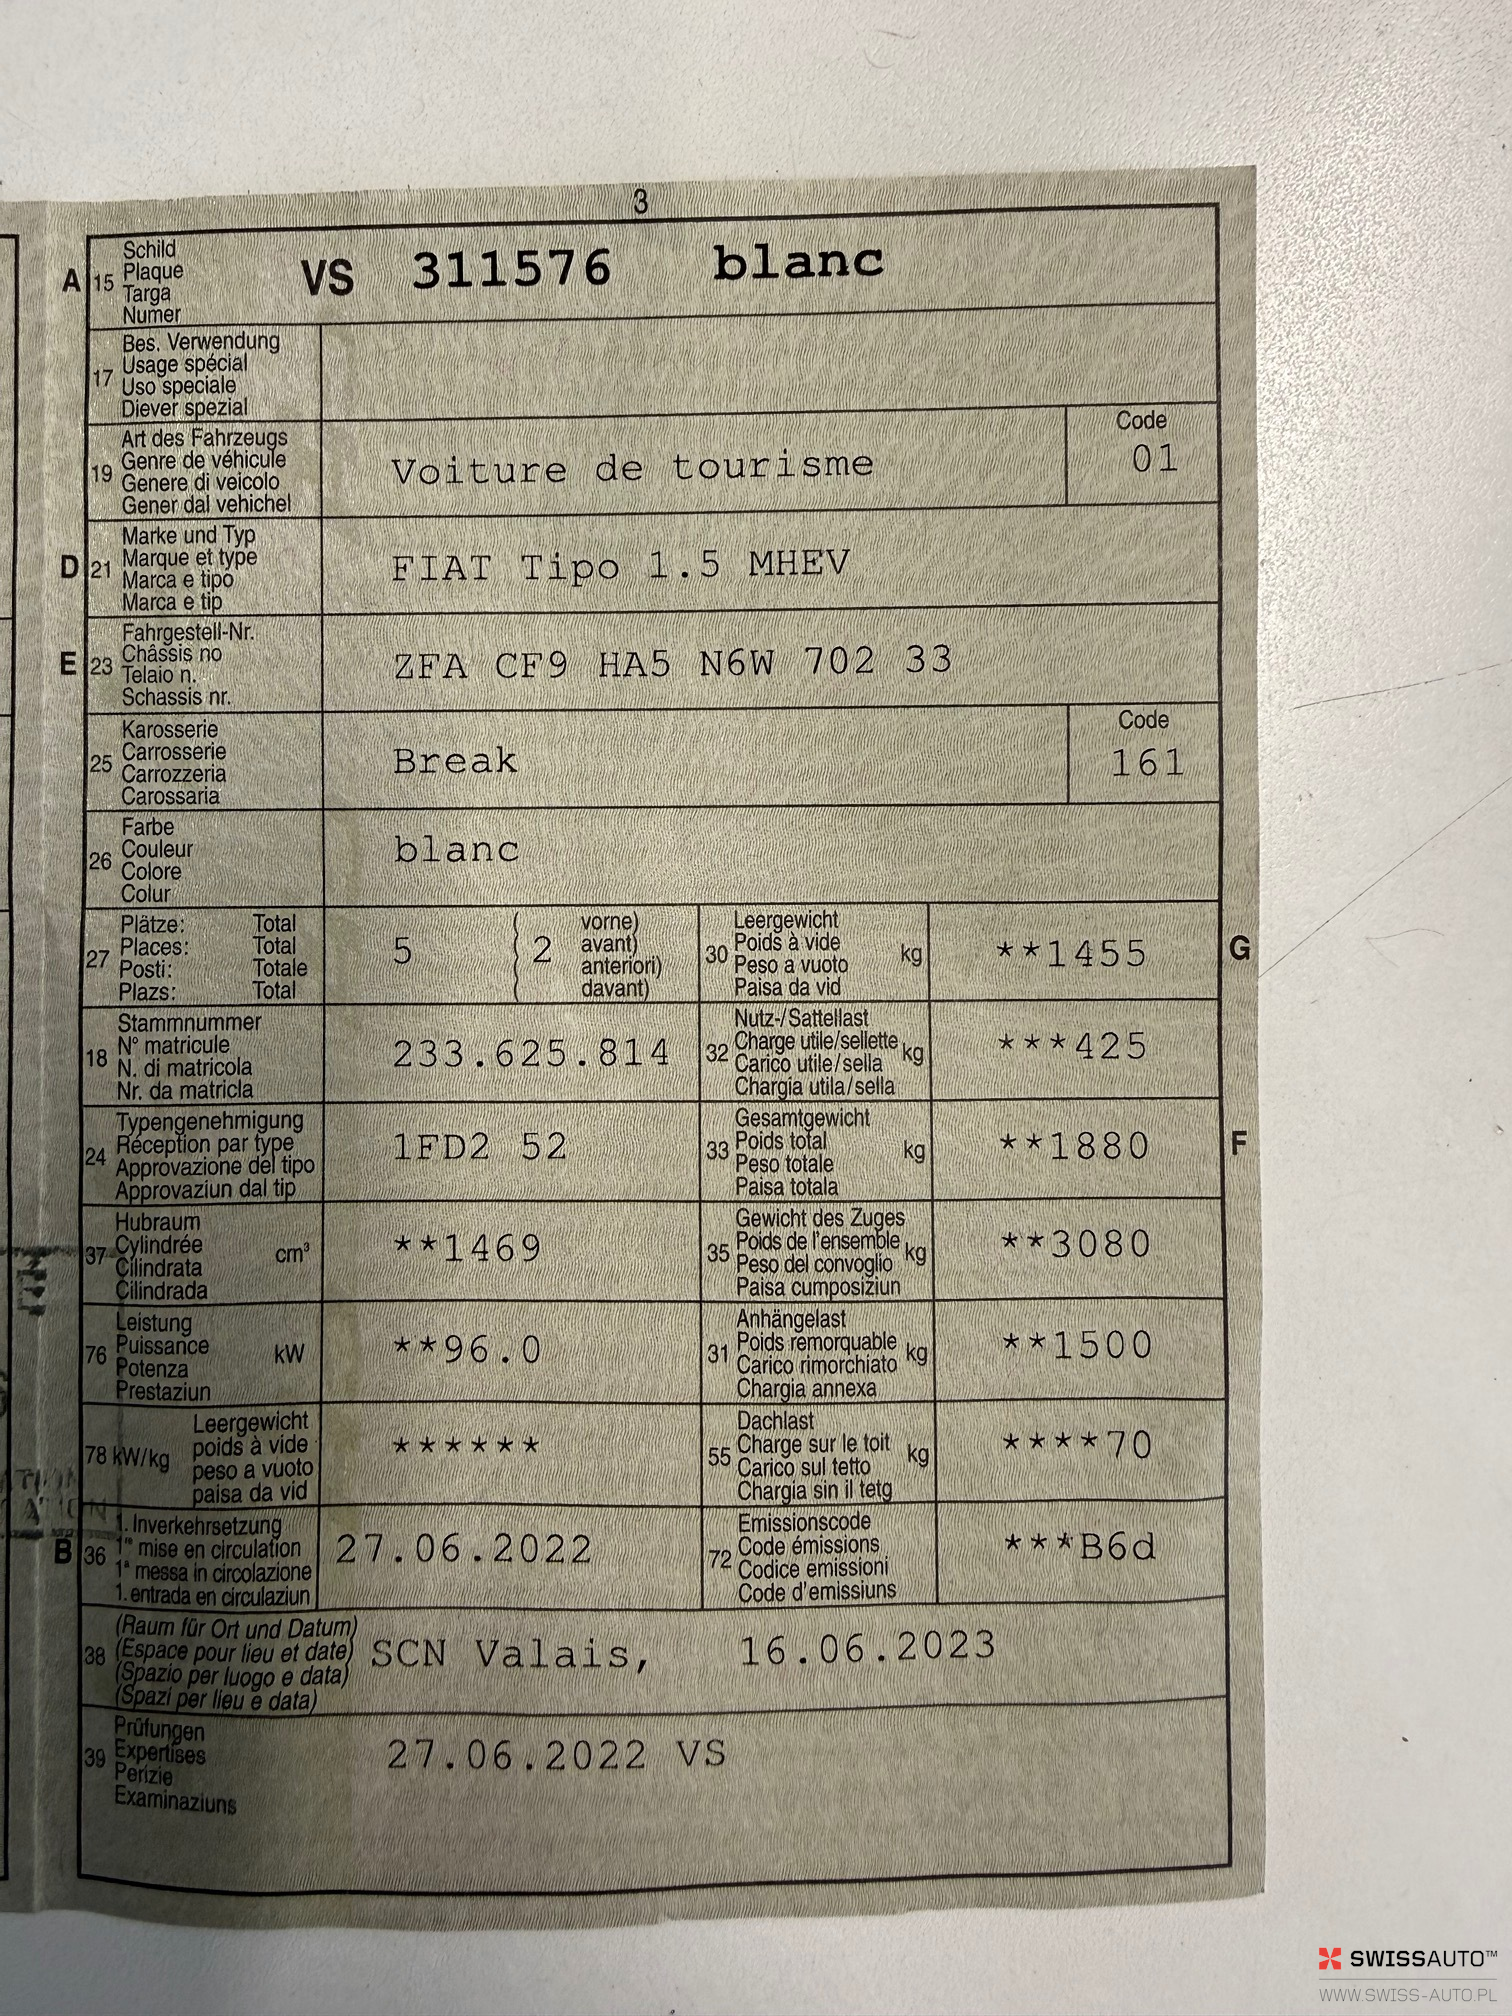 3
A 15 Schild
Plaque
Targa
Numer
VS 311576 blanc
17 Bes. Verwendung
Usage spécial
Uso speciale
Diever spezial
19 Art des Fahrzeugs
Genre de véhicule
Genere di veicolo
Gener dal vehichel
Voiture de tourisme
Code
01
D 21 Marke und Typ
Marque et type
Marca e tipo
Marca e tip
FIAT Tipo 1.5 MHEV
E 23 Fahrgestell-Nr.
Châssis no
Telaio n.
Schassis nr.
ZFA CF9 HA5 N6W 702 33
25 Karosserie
Carrosserie
Carrozzeria
Carossaria
Break
Code
161
26 Farbe
Couleur
Colore
Colur
blanc
27 Plätze: Total
Places: Total
Posti: Totale
Plazs: Total
5 ( 2 vorne)
avant)
anteriori)
davant)
30 Leergewicht
Poids à vide kg
Peso a vuoto
Paisa da vid
**1455
G
18 Stammnummer
N° matricule
N. di matricola
Nr. da matricla
233.625.814
32 Nutz-/Sattellast
Charge utile/sellette kg
Carico utile/sella
Chargia utila/sella
***425
24 Typengenehmigung
Réception par type
Approvazione del tipo
Approvaziun dal tip
1FD2 52
33 Gesamtgewicht
Poids total kg
Peso totale
Paisa totala
**1880
F
37 Hubraum
Cylindrée cm³
Cilindrata
Cilindrada
**1469
35 Gewicht des Zuges
Poids de l'ensemble kg
Peso del convoglio
Paisa cumposiziun
**3080
76 Leistung
Puissance kW
Potenza
Prestaziun
**96.0
31 Anhängelast
Poids remorquable kg
Carico rimorchiato
Chargia annexa
**1500
78 kW/kg Leergewicht
poids à vide
peso a vuoto
paisa da vid
******
55 Dachlast
Charge sur le toit kg
Carico sul tetto
Chargia sin il tetg
****70
B 36 1. Inverkehrsetzung
1re mise en circulation
1a messa in circolazione
1. entrada en circulaziun
27.06.2022
72 Emissionscode
Code émissions
Codice emissioni
Code d'emissiuns
***B6d
38 (Raum für Ort und Datum)
(Espace pour lieu et date)
(Spazio per luogo e data)
(Spazi per lieu e data)
SCN Valais, 16.06.2023
39 Prüfungen
Expertises
Perizie
Examinaziuns
27.06.2022 VS
SWISSAUTO™
WWW.SWISS-AUTO.PL